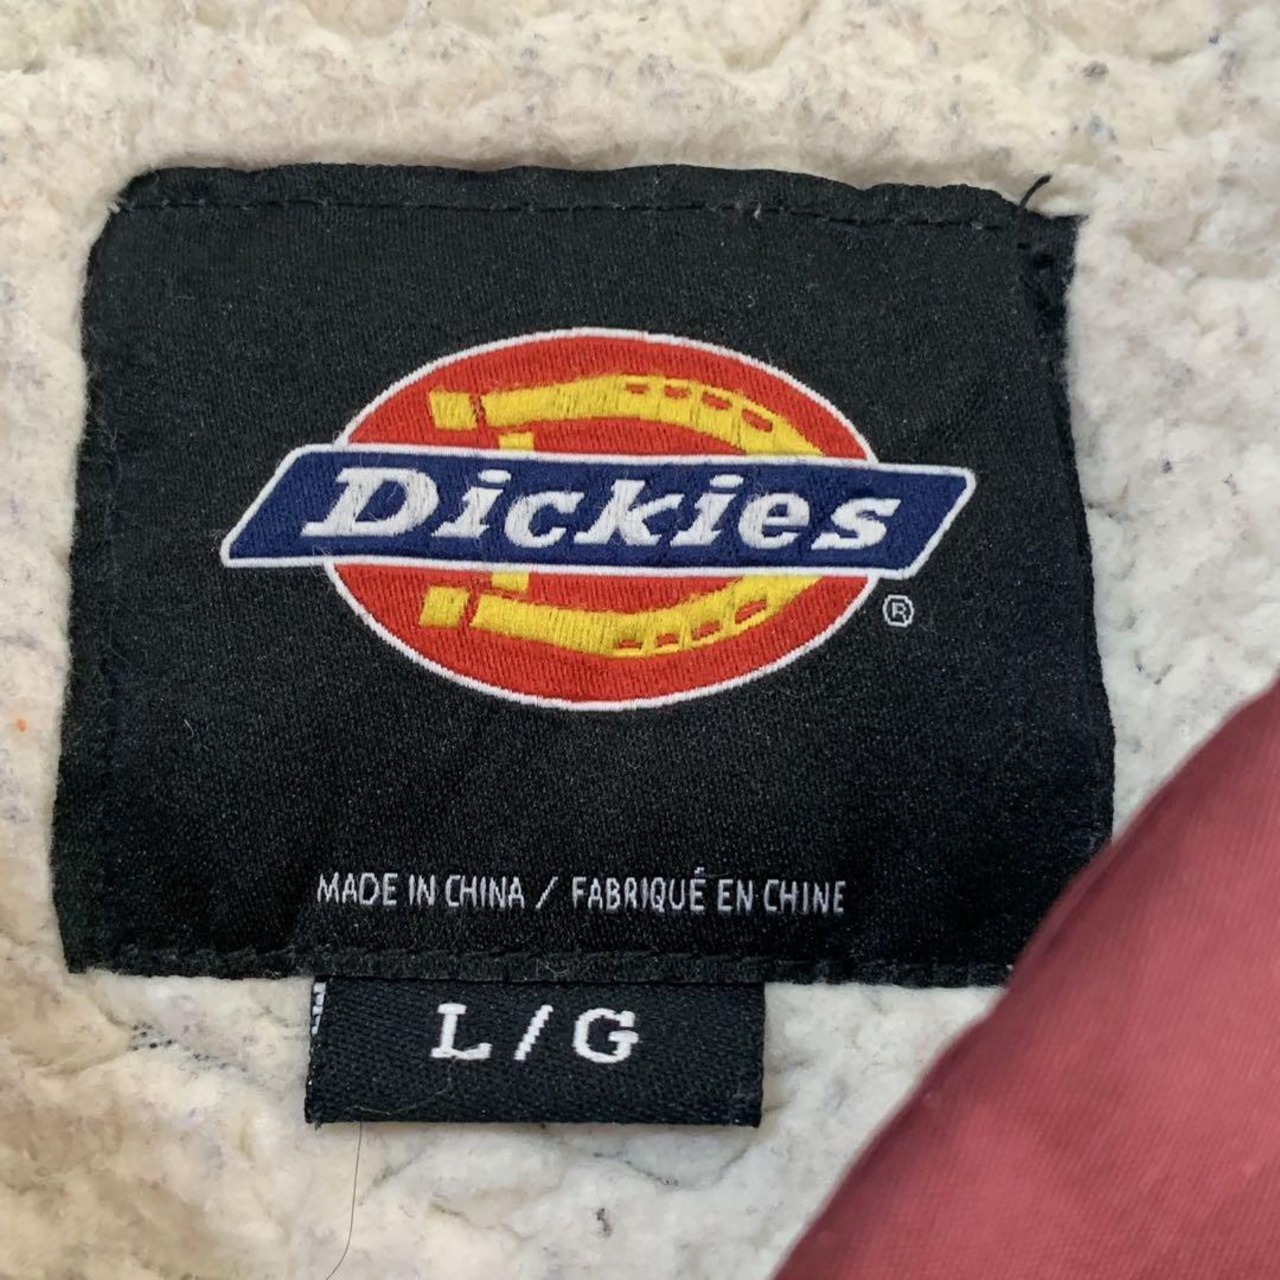 Dickies
®
MADE IN CHINA / FABRIQUÉ EN CHINE
L/G